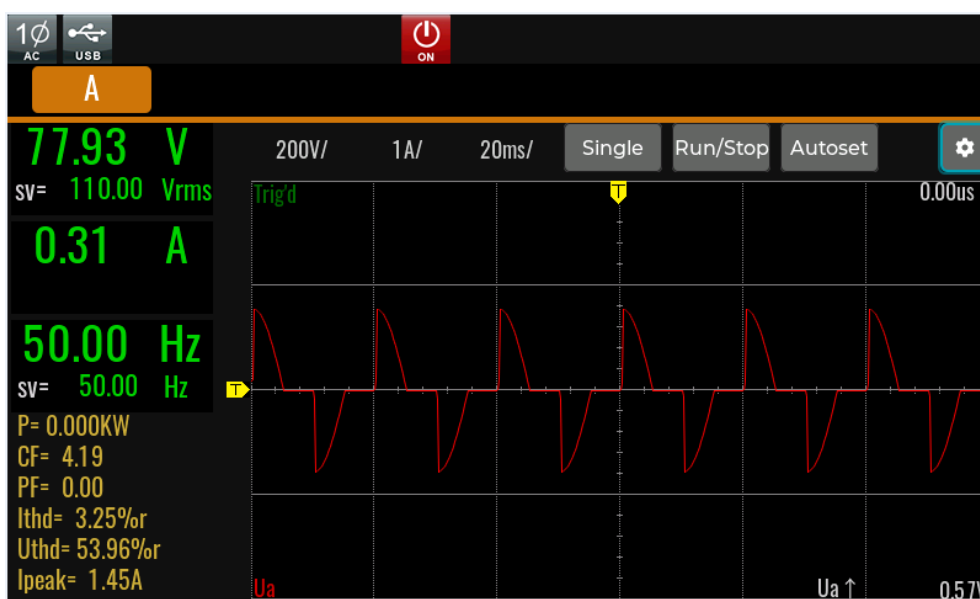 1Ø
AC
USB
ON
A
77.93 V
sv= 110.00 Vrms
0.31 A
50.00 Hz
sv= 50.00 Hz
P= 0.000KW
CF= 4.19
PF= 0.00
Ithd= 3.25%r
Uthd= 53.96%r
Ipeak= 1.45A
200V/ 1A/ 20ms/ Single Run/Stop Autoset
Trig'd T 0.00us
T
Ua Ua↑ 0.57V